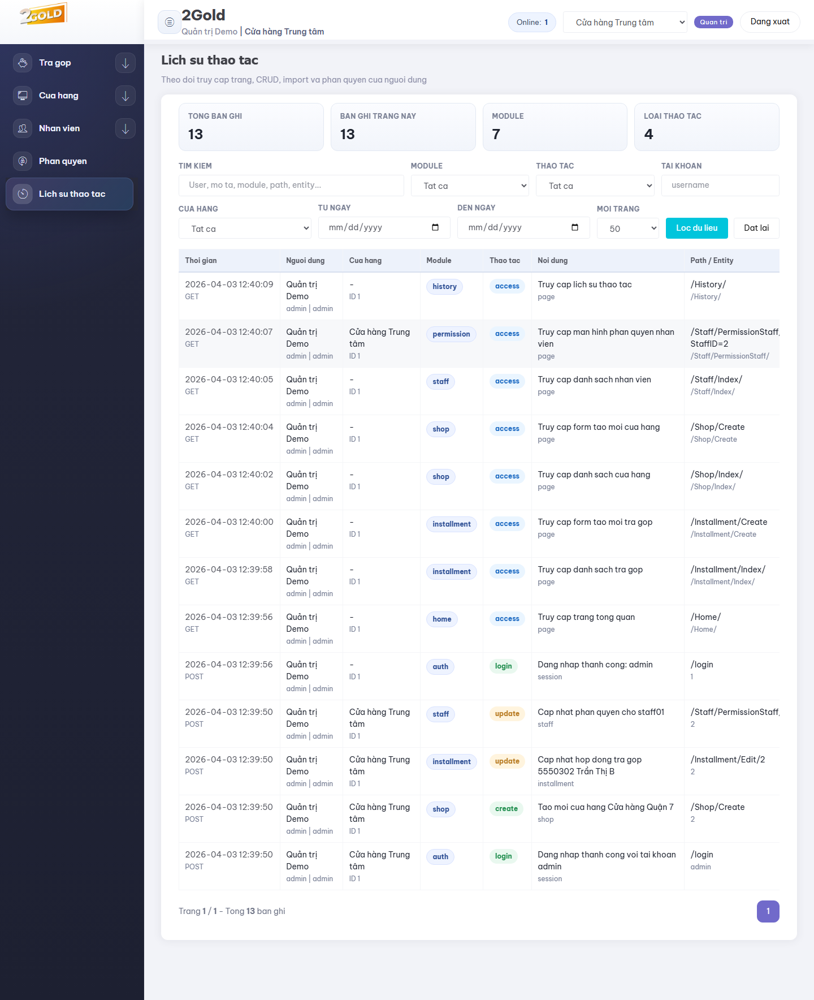 2GOLD
2Gold
Quản trị Demo | Cửa hàng Trung tâm
Online: 1
Cửa hàng Trung tâm
Quan tri
Dang xuat
Tra gop
Cua hang
Nhan vien
Phan quyen
Lich su thao tac
Lich su thao tac
Theo doi truy cap trang, CRUD, import va phan quyen cua nguoi dung
TONG BAN GHI
13
BAN GHI TRANG NAY
13
MODULE
7
LOAI THAO TAC
4
TIM KIEM
User, mo ta, module, path, entity...
MODULE
Tat ca
THAO TAC
Tat ca
TAI KHOAN
username
CUA HANG
Tat ca
TU NGAY
mm/dd/yyyy
DEN NGAY
mm/dd/yyyy
MOI TRANG
50
Loc du lieu
Dat lai
Thoi gian Nguoi dung Cua hang Module Thao tac Noi dung Path / Entity
2026-04-03 12:40:09 Quản trị - history access Truy cap lich su thao tac /History/
GET Demo ID 1 page /History/
admin | admin
2026-04-03 12:40:07 Quản trị Cửa hàng Trung permission access Truy cap man hinh phan quyen nhan /Staff/PermissionStaff/
GET Demo tâm vien StaffID=2
admin | admin ID 1 page /Staff/PermissionStaff/
2026-04-03 12:40:05 Quản trị - staff access Truy cap danh sach nhan vien /Staff/Index/
GET Demo ID 1 page /Staff/Index/
admin | admin
2026-04-03 12:40:04 Quản trị - shop access Truy cap form tao moi cua hang /Shop/Create
GET Demo ID 1 page /Shop/Create
admin | admin
2026-04-03 12:40:02 Quản trị - shop access Truy cap danh sach cua hang /Shop/Index/
GET Demo ID 1 page /Shop/Index/
admin | admin
2026-04-03 12:40:00 Quản trị - installment access Truy cap form tao moi tra gop /Installment/Create
GET Demo ID 1 page /Installment/Create
admin | admin
2026-04-03 12:39:58 Quản trị - installment access Truy cap danh sach tra gop /Installment/Index/
GET Demo ID 1 page /Installment/Index/
admin | admin
2026-04-03 12:39:56 Quản trị - home access Truy cap trang tong quan /Home/
GET Demo ID 1 page /Home/
admin | admin
2026-04-03 12:39:56 Quản trị - auth login Dang nhap thanh cong: admin /login
POST Demo ID 1 session 1
admin | admin
2026-04-03 12:39:50 Quản trị Cửa hàng Trung staff update Cap nhat phan quyen cho staff01 /Staff/PermissionStaff/
POST Demo tâm staff 2
admin | admin ID 1
2026-04-03 12:39:50 Quản trị Cửa hàng Trung installment update Cap nhat hop dong tra gop /Installment/Edit/2
POST Demo tâm 5550302 Trần Thị B 2
admin | admin ID 1 installment
2026-04-03 12:39:50 Quản trị Cửa hàng Trung shop create Tao moi cua hang Cửa hàng Quận 7 /Shop/Create
POST Demo tâm shop 2
admin | admin ID 1
2026-04-03 12:39:50 Quản trị Cửa hàng Trung auth login Dang nhap thanh cong voi tai khoan /login
POST Demo tâm admin admin
admin | admin ID 1 session
Trang 1 / 1 - Tong 13 ban ghi
1